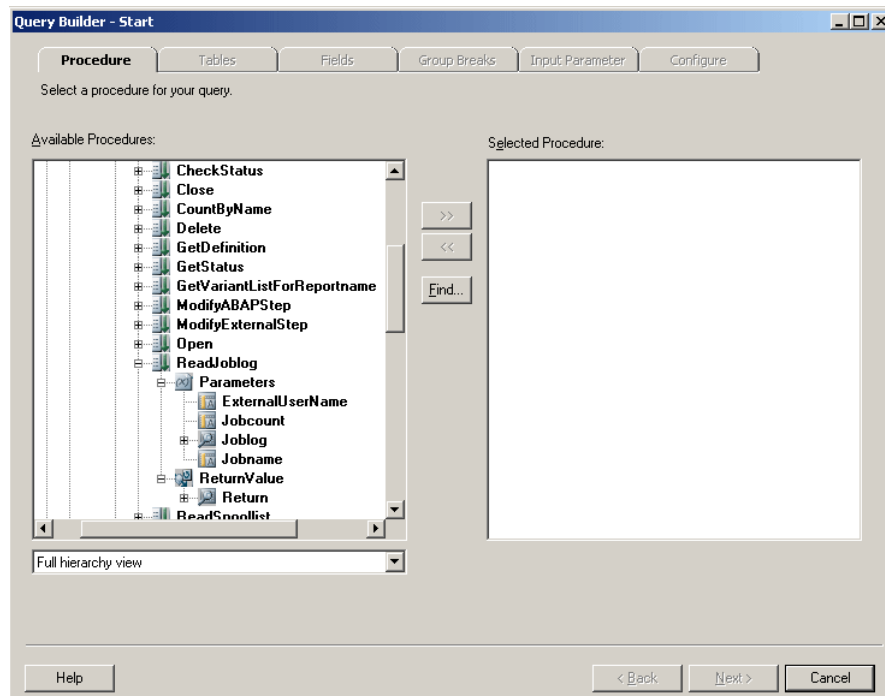 Query Builder - Start
Procedure Tables Fields Group Breaks Input Parameter Configure
Select a procedure for your query.
Available Procedures:
CheckStatus
Close
CountByName
Delete
GetDefinition
GetStatus
GetVariantListForReportname
ModifyABAPStep
ModifyExternalStep
Open
ReadJoblog
Parameters
ExternalUserName
Jobcount
Joblog
Jobname
ReturnValue
Return
ReadSpoollist
Full hierarchy view
>>
<<
Find...
Selected Procedure:
Help
< Back
Next >
Cancel